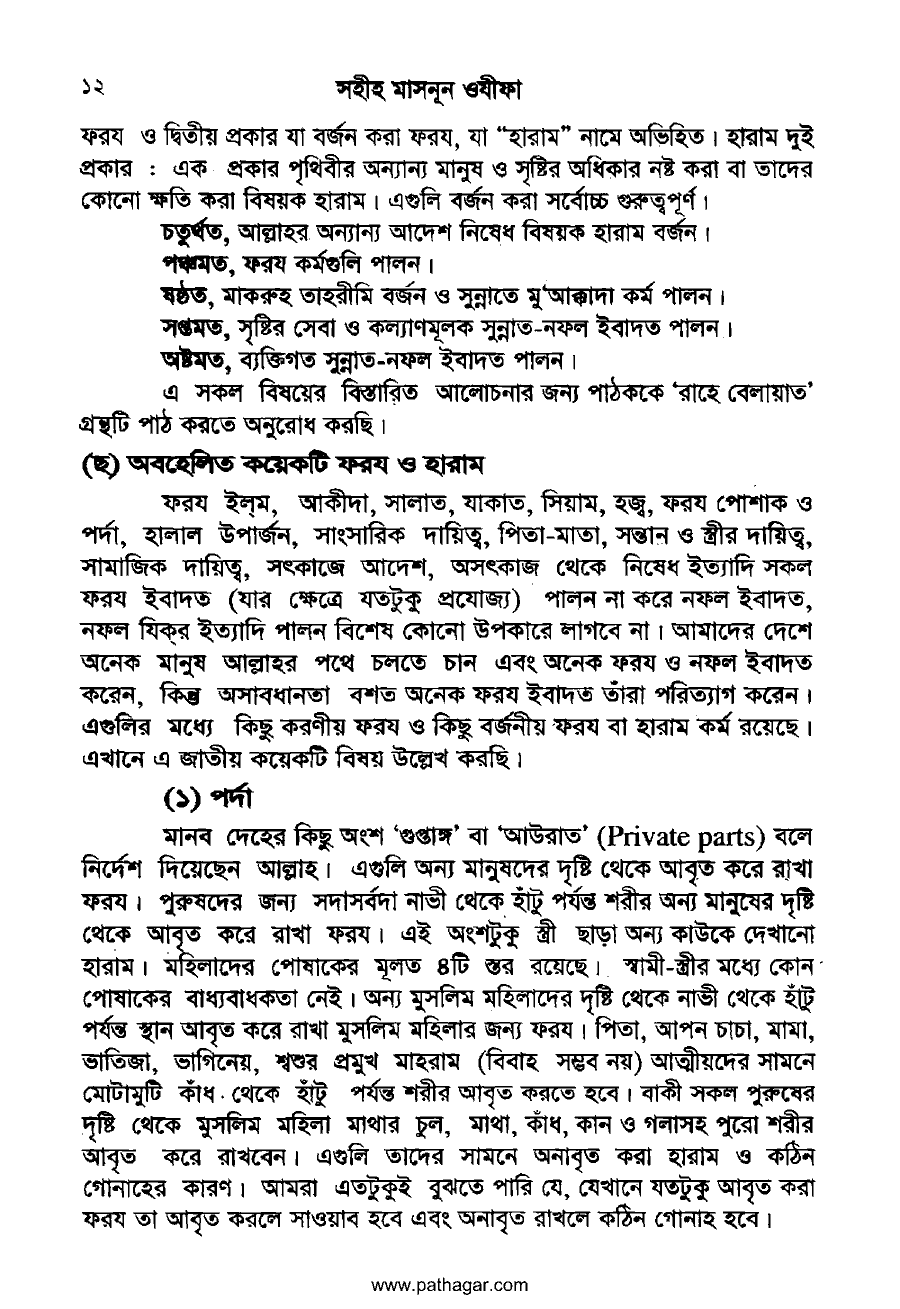 ১২
সহীহ মাসনূন ওযীফা
ফরয ও দ্বিতীয় প্রকার যা বর্জন করা ফরয, যা “হারাম” নামে অভিহিত। হারাম দুই
প্রকার : এক প্রকার পৃথিবীর অন্যান্য মানুষ ও সৃষ্টির অধিকার নষ্ট করা বা তাদের
কোনো ক্ষতি করা বিষয়ক হারাম। এগুলি বর্জন করা সর্বোচ্চ গুরুত্বপূর্ণ।
চতুর্থত, আল্লাহর অন্যান্য আদেশ নিষেধ বিষয়ক হারাম বর্জন।
পঞ্চমত, ফরয কর্মগুলি পালন।
ষষ্ঠত, মাকরুহ তাহরীমি বর্জন ও সুন্নাতে মু‘আক্কাদা কর্ম পালন।
সপ্তমত, সৃষ্টির সেবা ও কল্যাণমূলক সুন্নাত-নফল ইবাদত পালন।
অষ্টমত, ব্যক্তিগত সুন্নাত-নফল ইবাদত পালন।
এ সকল বিষয়ের বিস্তারিত আলোচনার জন্য পাঠককে ‘রাহে বেলায়াত’
গ্রন্থটি পাঠ করতে অনুরোধ করছি।
(ছ) অবহেলিত কয়েকটি ফরয ও হারাম
ফরয ইল্‌ম, আকীদা, সালাত, যাকাত, সিয়াম, হজ্ব, ফরয পোশাক ও
পর্দা, হালাল উপার্জন, সাংসারিক দায়িত্ব, পিতা-মাতা, সন্তান ও স্ত্রীর দায়িত্ব,
সামাজিক দায়িত্ব, সৎকাজে আদেশ, অসৎকাজ থেকে নিষেধ ইত্যাদি সকল
ফরয ইবাদত (যার ক্ষেত্রে যতটুকু প্রযোজ্য) পালন না করে নফল ইবাদত,
নফল যিক্‌র ইত্যাদি পালন বিশেষ কোনো উপকারে লাগবে না। আমাদের দেশে
অনেক মানুষ আল্লাহর পথে চলতে চান এবং অনেক ফরয ও নফল ইবাদত
করেন, কিন্তু অসাবধানতা বশত অনেক ফরয ইবাদত তাঁরা পরিত্যাগ করেন।
এগুলির মধ্যে কিছু করণীয় ফরয ও কিছু বর্জনীয় ফরয বা হারাম কর্ম রয়েছে।
এখানে এ জাতীয় কয়েকটি বিষয় উল্লেখ করছি।
(১) পর্দা
মানব দেহের কিছু অংশ ‘গুপ্তাঙ্গ’ বা ‘আউরাত’ (Private parts) বলে
নির্দেশ দিয়েছেন আল্লাহ। এগুলি অন্য মানুষদের দৃষ্টি থেকে আবৃত করে রাখা
ফরয। পুরুষদের জন্য সদাসর্বদা নাভী থেকে হাঁটু পর্যন্ত শরীর অন্য মানুষের দৃষ্টি
থেকে আবৃত করে রাখা ফরয। এই অংশটুকু স্ত্রী ছাড়া অন্য কাউকে দেখানো
হারাম। মহিলাদের পোষাকের মূলত ৪টি স্তর রয়েছে। স্বামী-স্ত্রীর মধ্যে কোন
পোষাকের বাধ্যবাধকতা নেই। অন্য মুসলিম মহিলাদের দৃষ্টি থেকে নাভী থেকে হাঁটু
পর্যন্ত স্থান আবৃত করে রাখা মুসলিম মহিলার জন্য ফরয। পিতা, আপন চাচা, মামা,
ভাতিজা, ভাগিনেয়, শ্বশুর প্রমুখ মাহরাম (বিবাহ সম্ভব নয়) আত্মীয়দের সামনে
মোটামুটি কাঁধ থেকে হাঁটু পর্যন্ত শরীর আবৃত করতে হবে। বাকী সকল পুরুষের
দৃষ্টি থেকে মুসলিম মহিলা মাথার চুল, মাথা, কাঁধ, কান ও গলাসহ পুরো শরীর
আবৃত করে রাখবেন। এগুলি তাদের সামনে অনাবৃত করা হারাম ও কঠিন
গোনাহের কারণ। আমরা এতটুকুই বুঝতে পারি যে, যেখানে যতটুকু আবৃত করা
ফরয তা আবৃত করলে সাওয়াব হবে এবং অনাবৃত রাখলে কঠিন গোনাহ হবে।
www.pathagar.com